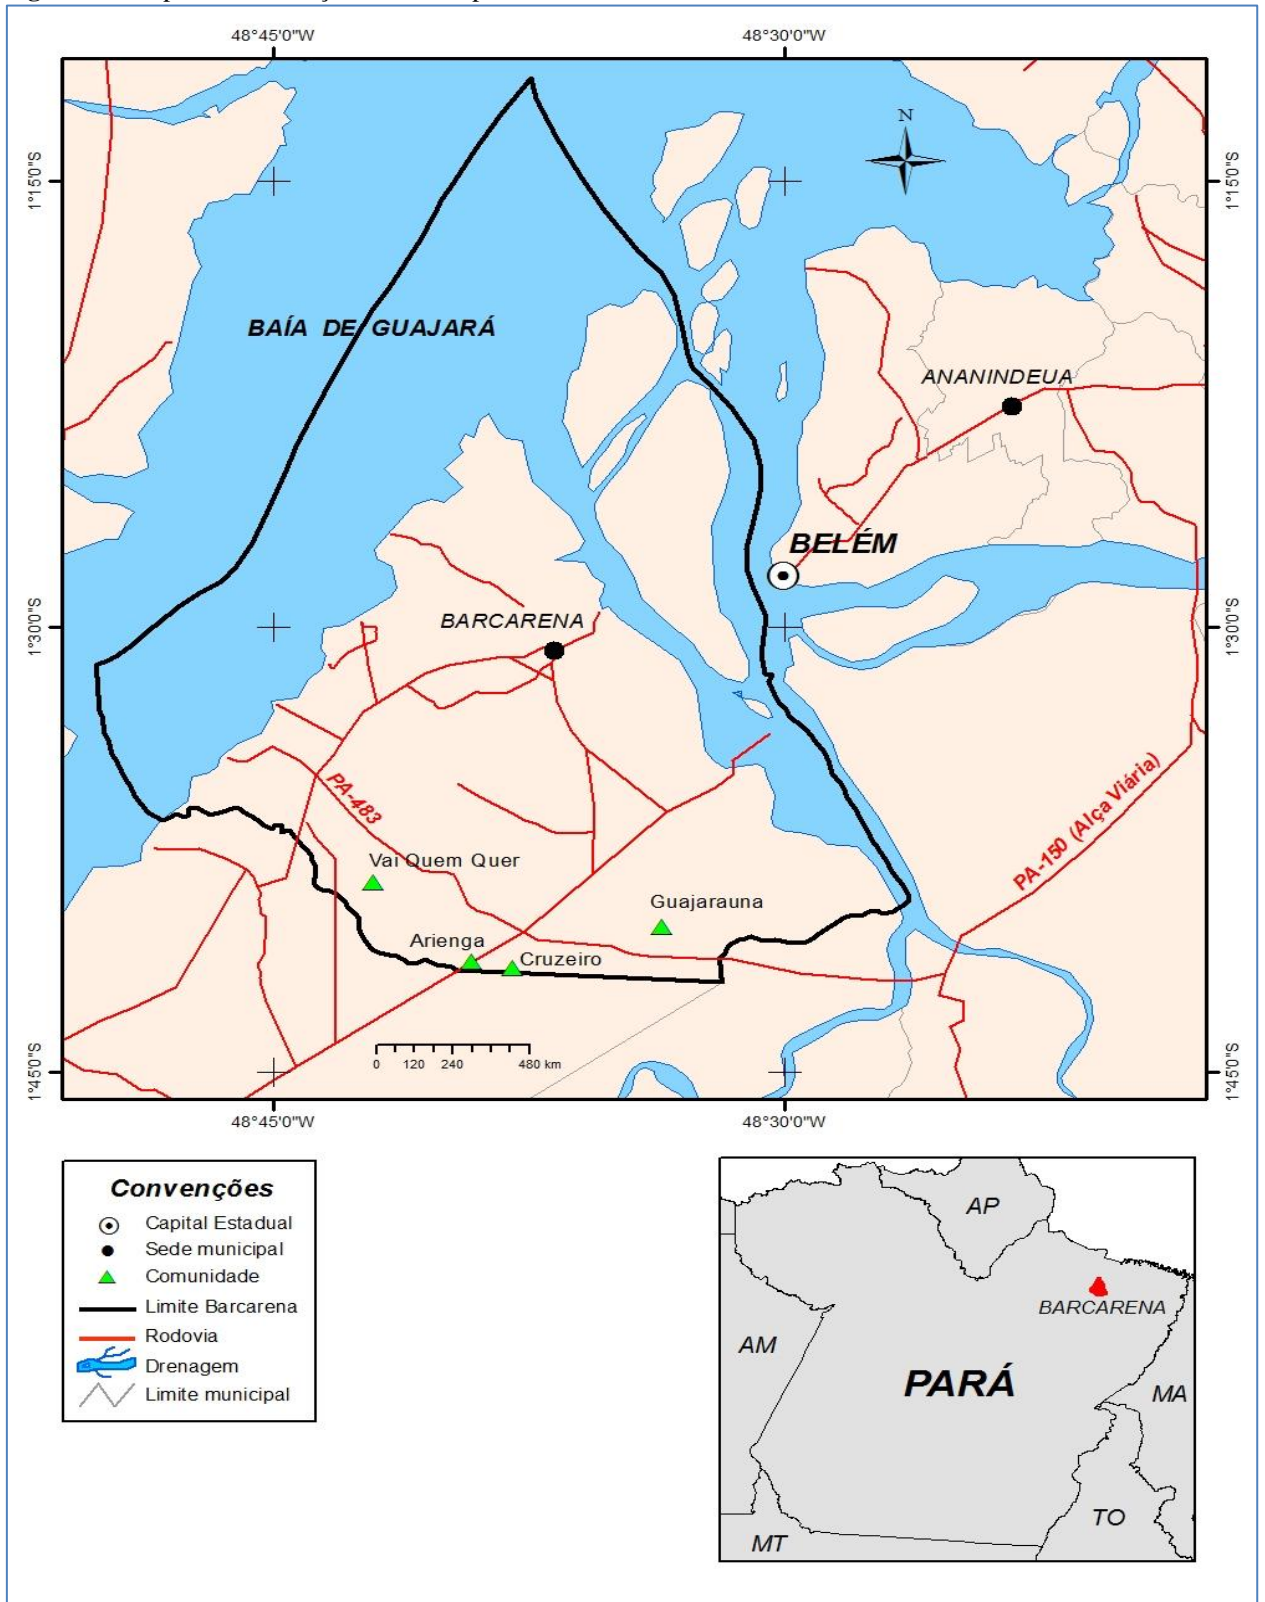 48°45'0"W 48°30'0"W
1°15'0"S 1°15'0"S
N
BAÍA DE GUAJARÁ
ANANINDEUA
BELÉM
1°30'0"S 1°30'0"S
BARCARENA
PA-483
PA-150 (Alça Viária)
Vai Quem Quer
Guajarauna
Arienga
Cruzeiro
0 120 240 480 km
1°45'0"S 1°45'0"S
48°45'0"W 48°30'0"W
Convenções
Capital Estadual
Sede municipal
Comunidade
Limite Barcarena
Rodovia
Drenagem
Limite municipal
AP
BARCARENA
AM
PARÁ
MA
TO
MT